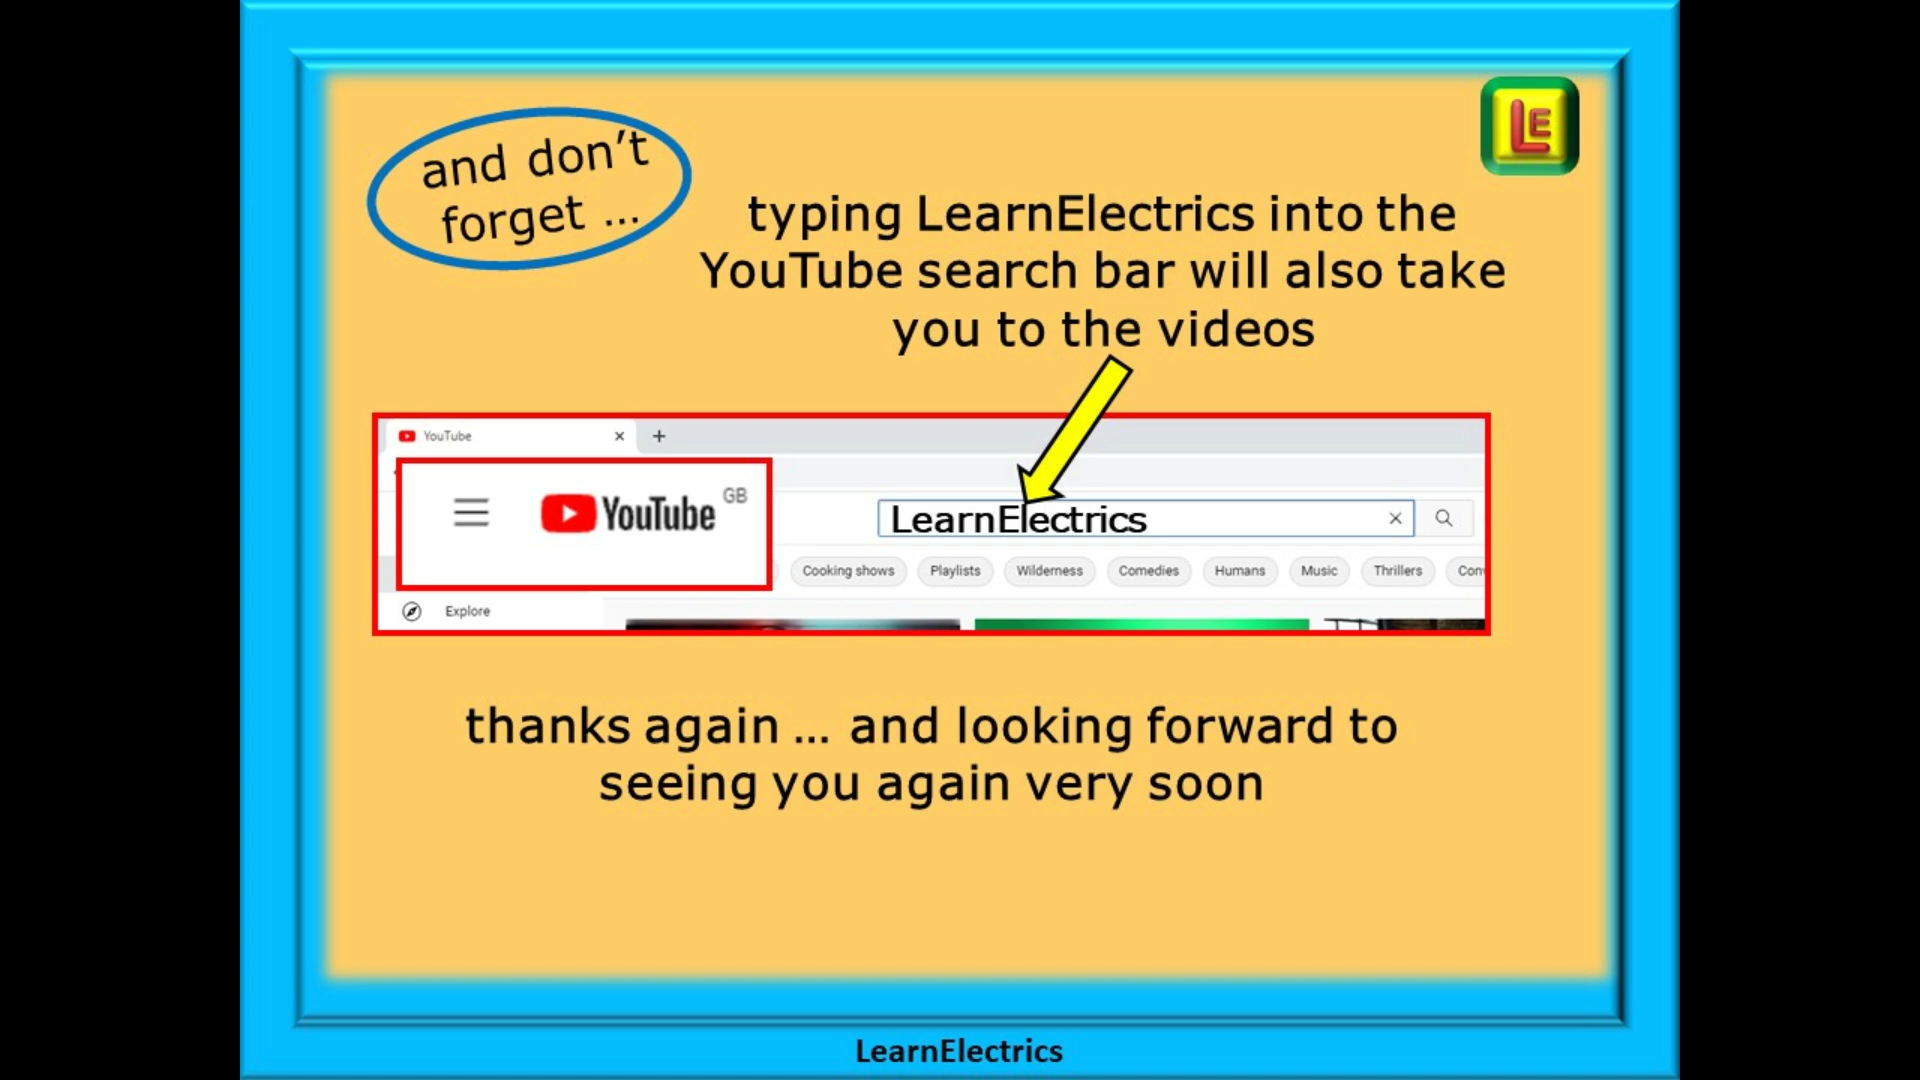 and don’t
forget ...
LE
typing LearnElectrics into the
YouTube search bar will also take
you to the videos
YouTube
YouTube GB
LearnElectrics
Cooking shows Playlists Wilderness Comedies Humans Music Thrillers
Explore
thanks again ... and looking forward to
seeing you again very soon
LearnElectrics